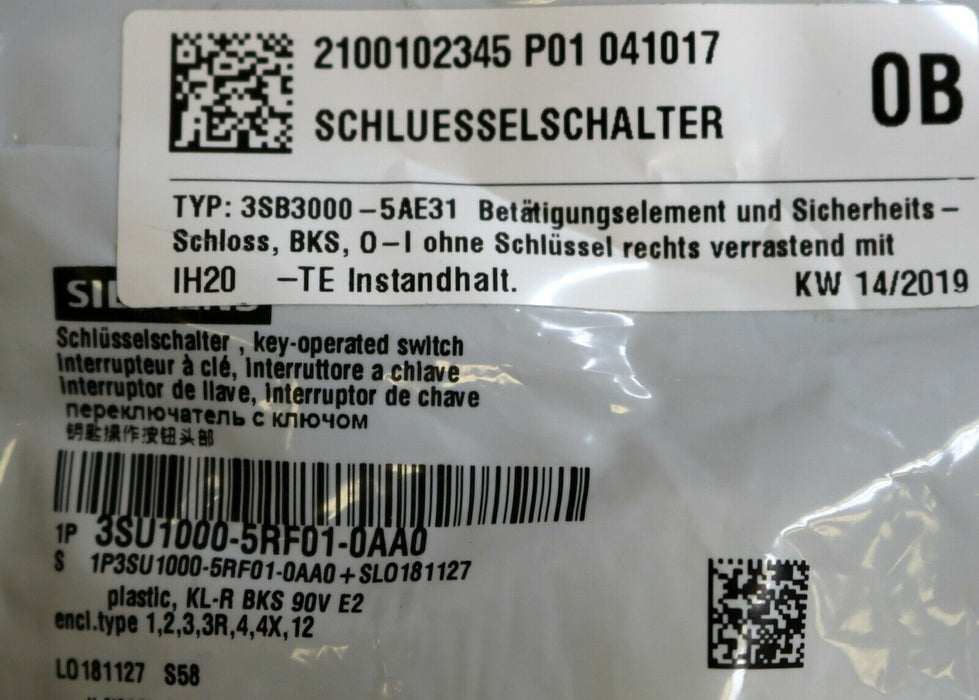 2100102345 P01 041017
0B
SCHLUESSELSCHALTER
TYP: 3SB3000-5AE31 Betätigungselement und Sicherheits-
Schloss, BKS, O-I ohne Schlüssel rechts verrastend mit
IH20 -TE Instandhalt. KW 14/2019
Schlüsselschalter , key-operated switch
Interrupteur à clé, Interruttore a chiave
Interruptor de llave, Interruptor de chave
переключатель с ключом
钥匙操作按钮头部
1P 3SU1000-5RF01-0AA0
S 1P3SU1000-5RF01-0AA0+SLO181127
plastic, KL-R BKS 90V E2
encl.type 1,2,3,3R,4,4X,12
LO181127 S58